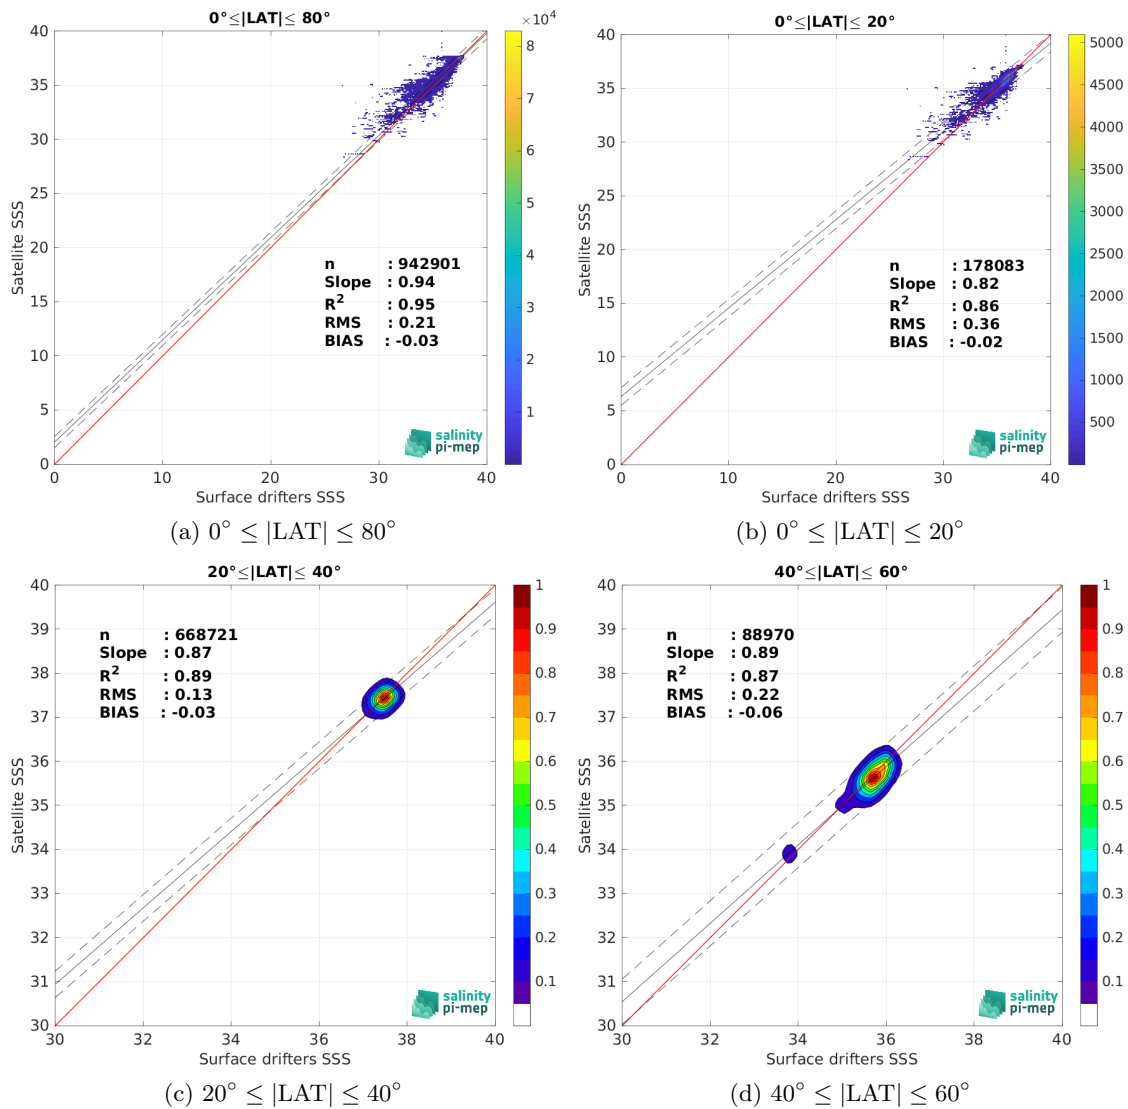 0°≤|LAT|≤ 80°
×10⁴
40
35
30
25
20
15
10
5
0
0
10
20
30
40
Satellite SSS
Surface drifters SSS
n : 942901
Slope : 0.94
R² : 0.95
RMS : 0.21
BIAS : -0.03
salinity
pi-mep
8
7
6
5
4
3
2
1
(a) 0° ≤ |LAT| ≤ 80°
0°≤|LAT|≤ 20°
40
35
30
25
20
15
10
5
0
0
10
20
30
40
Satellite SSS
Surface drifters SSS
n : 178083
Slope : 0.82
R² : 0.86
RMS : 0.36
BIAS : -0.02
salinity
pi-mep
5000
4500
4000
3500
3000
2500
2000
1500
1000
500
(b) 0° ≤ |LAT| ≤ 20°
20°≤|LAT|≤ 40°
40
39
38
37
36
35
34
33
32
31
30
30
32
34
36
38
40
Satellite SSS
Surface drifters SSS
n : 668721
Slope : 0.87
R² : 0.89
RMS : 0.13
BIAS : -0.03
salinity
pi-mep
1
0.9
0.8
0.7
0.6
0.5
0.4
0.3
0.2
0.1
(c) 20° ≤ |LAT| ≤ 40°
40°≤|LAT|≤ 60°
40
39
38
37
36
35
34
33
32
31
30
30
32
34
36
38
40
Satellite SSS
Surface drifters SSS
n : 88970
Slope : 0.89
R² : 0.87
RMS : 0.22
BIAS : -0.06
salinity
pi-mep
1
0.9
0.8
0.7
0.6
0.5
0.4
0.3
0.2
0.1
(d) 40° ≤ |LAT| ≤ 60°